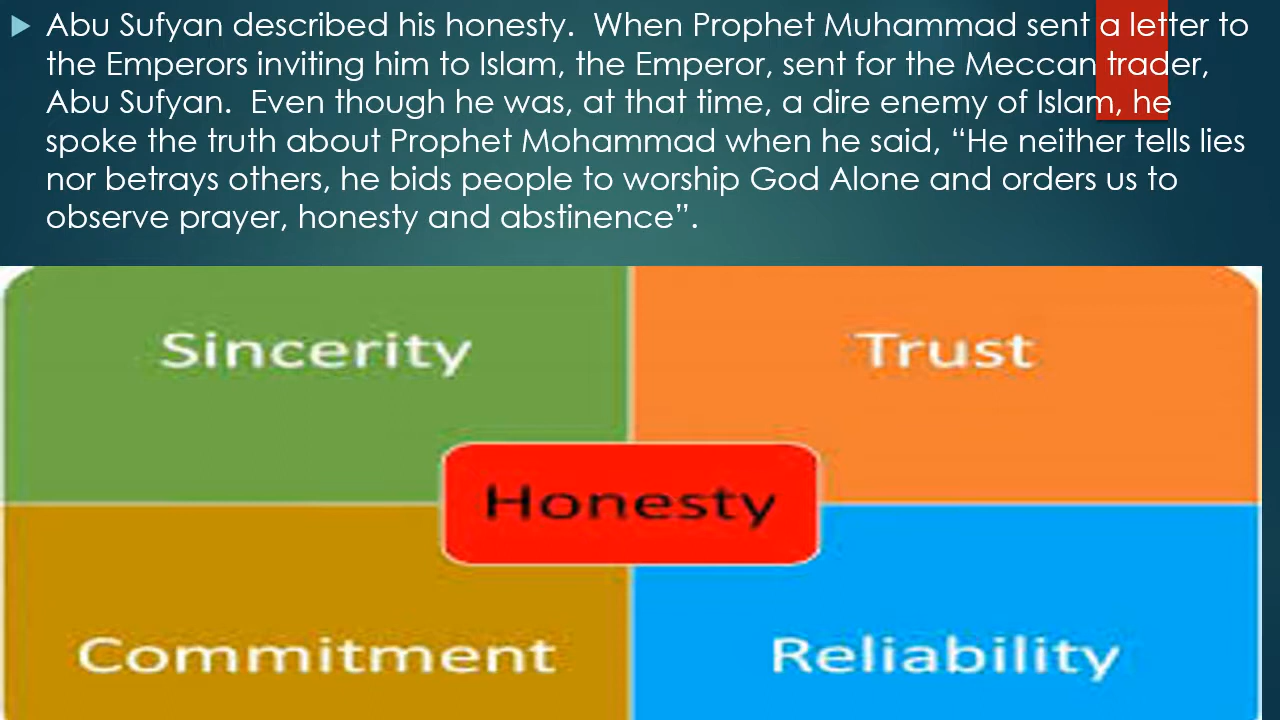 Abu Sufyan described his honesty.  When Prophet Muhammad sent a letter to
the Emperors inviting him to Islam, the Emperor, sent for the Meccan trader,
Abu Sufyan.  Even though he was, at that time, a dire enemy of Islam, he
spoke the truth about Prophet Mohammad when he said, “He neither tells lies
nor betrays others, he bids people to worship God Alone and orders us to
observe prayer, honesty and abstinence”.
Sincerity
Trust
Honesty
Commitment
Reliability